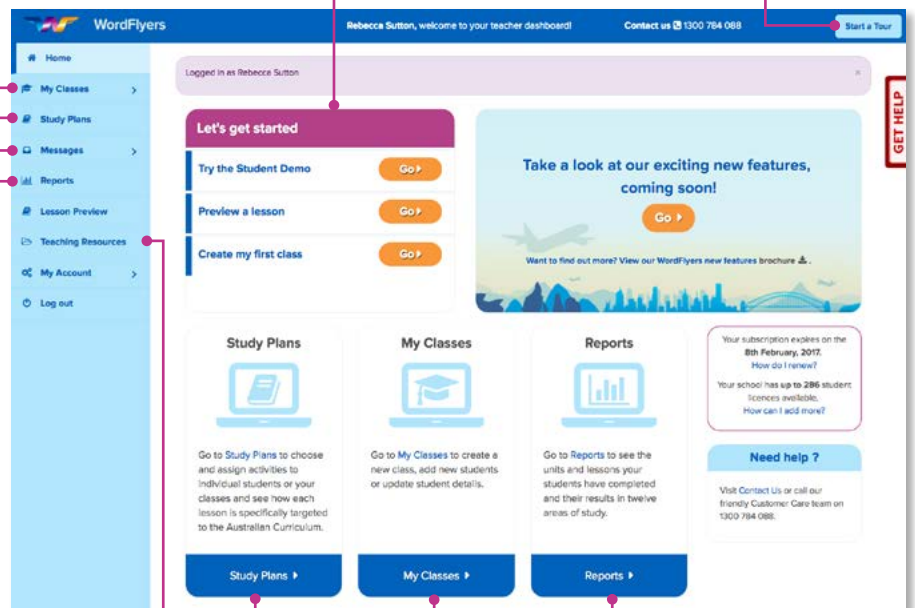 WordFlyers
Rebecca Sutton, welcome to your teacher dashboard!
Contact us 1300 784 088
Start a Tour
Home
My Classes
Study Plans
Messages
Reports
Lesson Preview
Teaching Resources
My Account
Log out
Logged in as Rebecca Sutton
×
GET HELP
Let's get started
Try the Student Demo
Go
Preview a lesson
Go
Create my first class
Go
Take a look at our exciting new features,
coming soon!
Go
Want to find out more? View our WordFlyers new features brochure .
Study Plans
Go to Study Plans to choose
and assign activities to
individual students or your
classes and see how each
lesson is specifically targeted
to the Australian Curriculum.
Study Plans
My Classes
Go to My Classes to create a
new class, add new students
or update student details.
My Classes
Reports
Go to Reports to see the
units and lessons your
students have completed
and their results in twelve
areas of study.
Reports
Your subscription expires on the
8th February, 2017.
How do I renew?
Your school has up to 286 student
licences available.
How can I add more?
Need help ?
Visit Contact Us or call our
friendly Customer Care team on
1300 784 088.